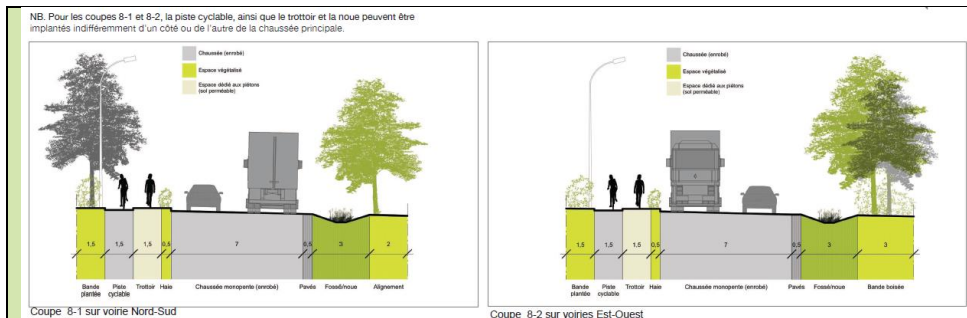 NB. Pour les coupes 8-1 et 8-2, la piste cyclable, ainsi que le trottoir et la noue peuvent être
implantés indifféremment d'un côté ou de l'autre de la chaussée principale.
Chaussée (enrobé)
Espace végétalisé
Espace dédié aux piétons
(sol perméable)
1,5 1,5 1,5 0,5 7 0,5 3 2
Bande plantée Piste cyclable Trottoir Haie Chaussée monopente (enrobé) Pavés Fossé/noue Alignement
Coupe 8-1 sur voirie Nord-Sud
Chaussée (enrobé)
Espace végétalisé
Espace dédié aux piétons
(sol perméable)
1,5 1,5 1,5 0,5 7 0,5 3 3
Bande plantée Piste cyclable Trottoir Haie Chaussée monopente (enrobé) Pavés Fossé/noue Bande boisée
Coupe 8-2 sur voiries Est-Ouest